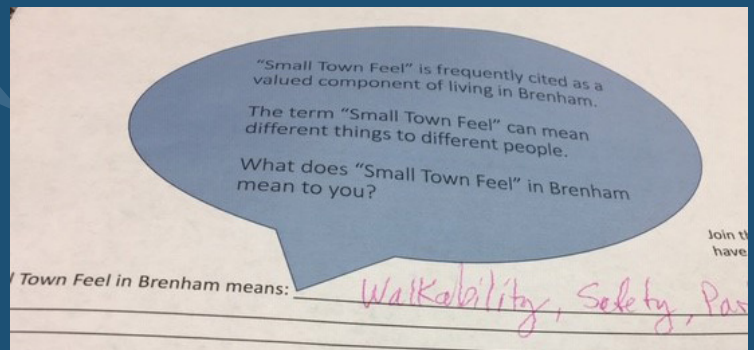 "Small Town Feel" is frequently cited as a
valued component of living in Brenham.
The term "Small Town Feel" can mean
different things to different people.
What does "Small Town Feel" in Brenham
mean to you?
Join
have
Town Feel in Brenham means: Walkability, Safety,